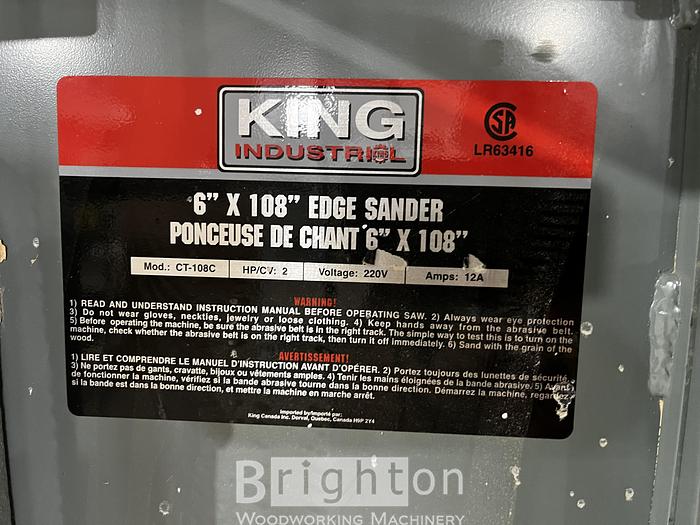 KING
INDUSTRIAL
KING
CSA
LR63416
6" X 108" EDGE SANDER
PONCEUSE DE CHANT 6" X 108"
Mod.: CT-108C HP/CV: 2 Voltage: 220V Amps: 12A
WARNING!
1) READ AND UNDERSTAND INSTRUCTION MANUAL BEFORE OPERATING SAW. 2) Always wear eye protection
3) Do not wear gloves, neckties, jewelry or loose clothing. 4) Keep hands away from the abrasive belt.
5) Before operating the machine, be sure the abrasive belt is in the right track. The simple way to test this is to turn on the
machine, check whether the abrasive belt is on the right track, then turn it off immediately. 6) Sand with the grain of the
wood.
AVERTISSEMENT!
1) LIRE ET COMPRENDRE LE MANUEL D'INSTRUCTION AVANT D'OPÉRER. 2) Portez toujours des lunettes de sécurité.
3) Ne portez pas de gants, cravatte, bijoux ou vêtements amples. 4) Tenir les mains éloignées de la bande abrasive. 5) Avant
de fonctionner la machine, vérifiez si la bande abrasive tourne dans la bonne direction. Démarrez la machine, regardez
si la bande est dans la bonne direction, et mettre la machine en marche arrêt.
Imported by/Importé par:
King Canada Inc. Dorval, Quebec, Canada H9P 2Y4
Brighton
WOODWORKING MACHINERY